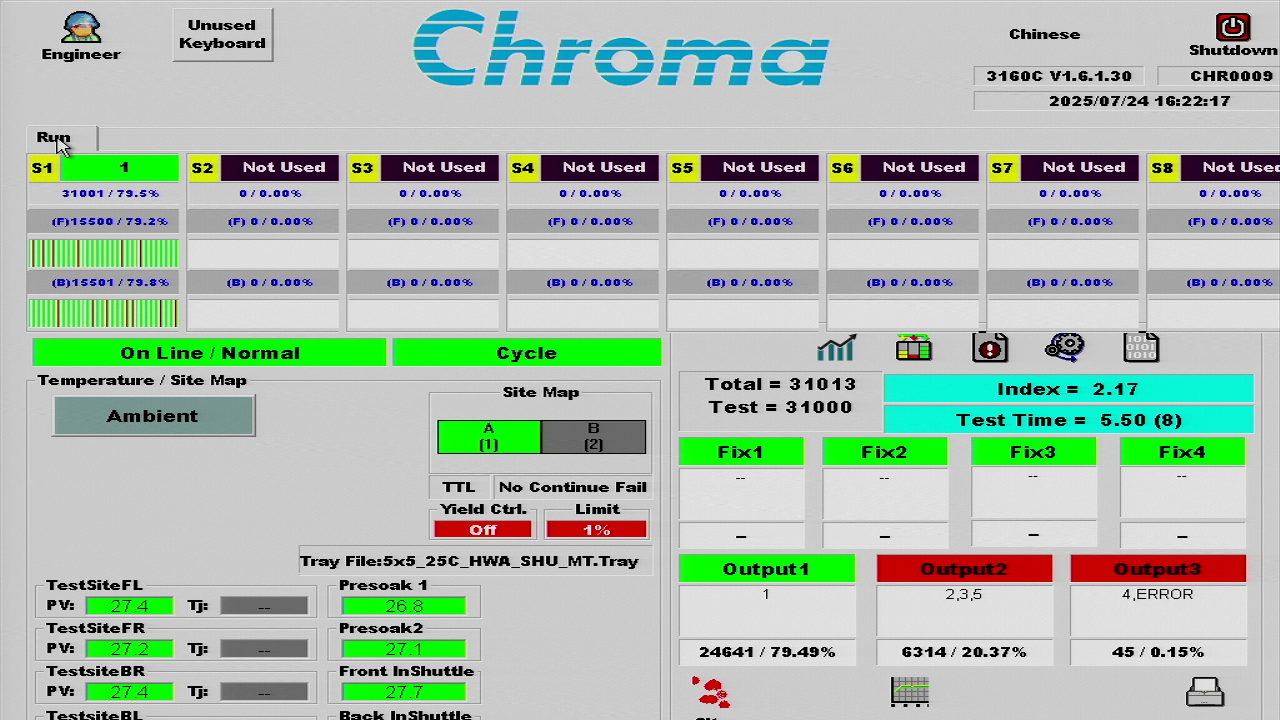 Engineer
Unused
Keyboard
Chroma
Chinese
Shutdown
3160C V1.6.1.30
CHR0009
2025/07/24 16:22:17
Run
S1 1
S2 Not Used
S3 Not Used
S4 Not Used
S5 Not Used
S6 Not Used
S7 Not Used
S8 Not Used
31001 / 79.5%
0 / 0.00%
0 / 0.00%
0 / 0.00%
0 / 0.00%
0 / 0.00%
0 / 0.00%
0 / 0.00%
(F)15500 / 79.2%
(F) 0 / 0.00%
(F) 0 / 0.00%
(F) 0 / 0.00%
(F) 0 / 0.00%
(F) 0 / 0.00%
(F) 0 / 0.00%
(F) 0 / 0.00%
(B)15501 / 79.8%
(B) 0 / 0.00%
(B) 0 / 0.00%
(B) 0 / 0.00%
(B) 0 / 0.00%
(B) 0 / 0.00%
(B) 0 / 0.00%
(B) 0 / 0.00%
On Line / Normal
Cycle
Temperature / Site Map
Ambient
Site Map
A
(1)
B
(2)
TTL
No Continue Fail
Yield Ctrl.
Off
Limit
1%
Tray File:5x5_25C_HWA_SHU_MT.Tray
TestSiteFL
PV: 27.4 Tj: --
TestSiteFR
PV: 27.2 Tj: --
TestsiteBR
PV: 27.4 Tj: --
TestsiteBL
Presoak 1
26.8
Presoak2
27.1
Front InShuttle
27.7
Back InShuttle
Total = 31013
Test = 31000
Index = 2.17
Test Time = 5.50 (8)
Fix1
--
--
Fix2
--
--
Fix3
--
--
Fix4
--
--
Output1
1
24641 / 79.49%
Output2
2,3,5
6314 / 20.37%
Output3
4,ERROR
45 / 0.15%